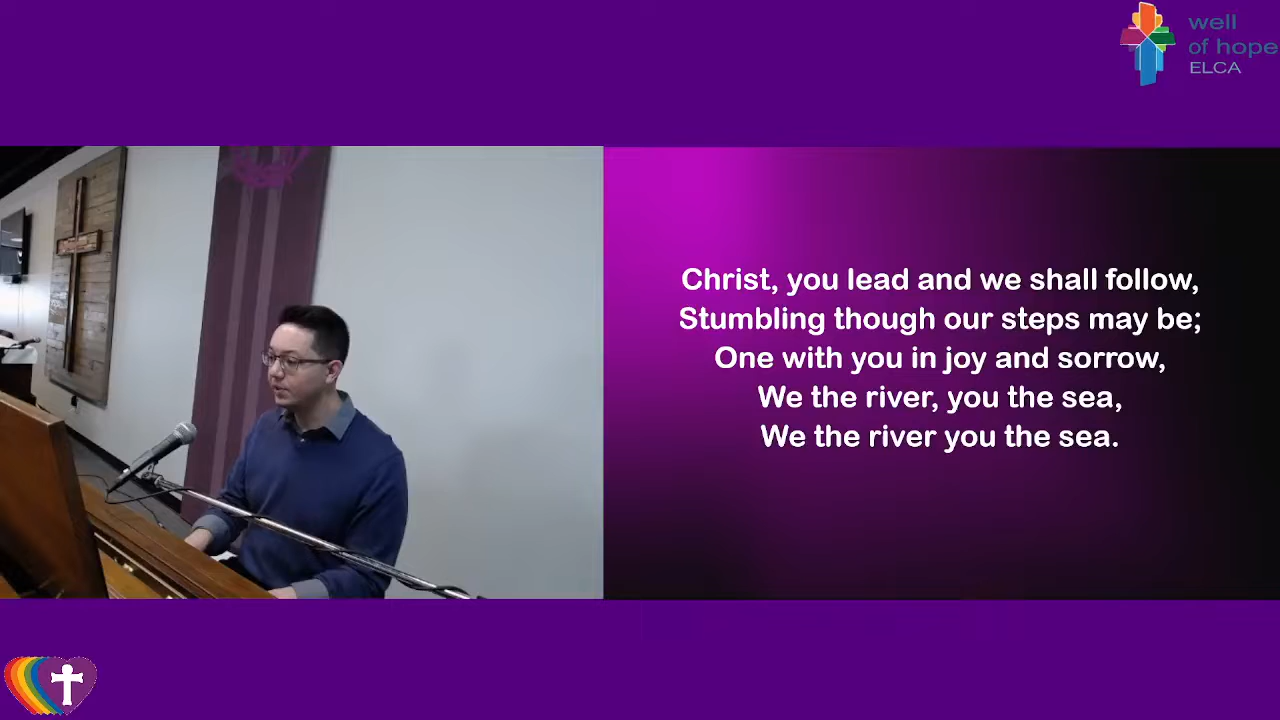 well
of hope
ELCA
Christ, you lead and we shall follow,
Stumbling though our steps may be;
One with you in joy and sorrow,
We the river, you the sea,
We the river you the sea.